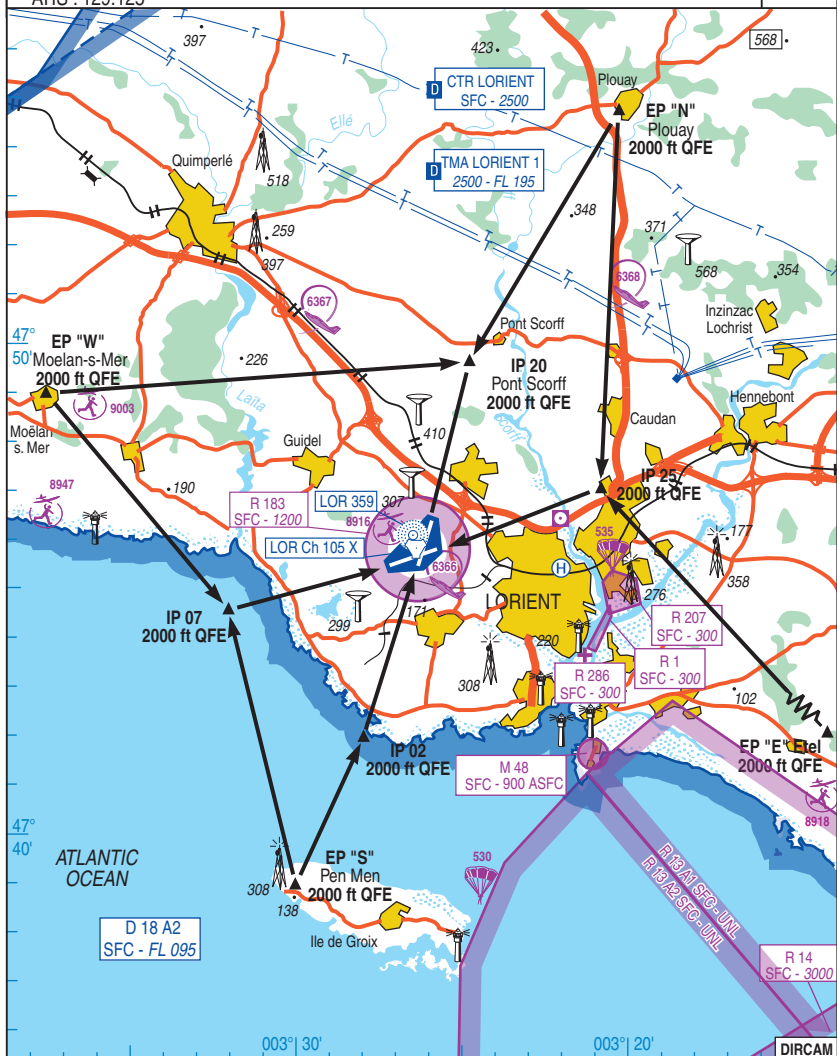 397
423
568
Plouay
CTR LORIENT
SFC - 2500
D
EP "N"
Plouay
2000 ft QFE
Ellé
Quimperlé
518
TMA LORIENT 1
2500 - FL 195
D
348
371
259
397
568
354
6368
6367
Inzinzac
Lochrist
Pont Scorff
47°
50'
EP "W"
Moelan-s-Mer
2000 ft QFE
226
IP 20
Pont Scorff
2000 ft QFE
9003
Laïta
Hennebont
Moëlan
s. Mer
410
Scorff
Caudan
Guidel
IP 25
2000 ft QFE
8947
190
R 183
SFC - 1200
LOR 359
307
8916
LOR Ch 105 X
535
177
6366
H
358
276
171
LORIENT
299
IP 07
2000 ft QFE
R 207
SFC - 300
220
308
R 1
SFC - 300
R 286
SFC - 300
102
IP 02
2000 ft QFE
EP "E" Etel
2000 ft QFE
M 48
SFC - 900 ASFC
8918
47°
40'
ATLANTIC
OCEAN
EP "S"
Pen Men
2000 ft QFE
530
308
138
R 13 A1 SFC - UNL
R 13 A2 SFC - UNL
D 18 A2
SFC - FL 095
Ile de Groix
R 14
SFC - 3000
003° 30'
003° 20'
DIRCAM